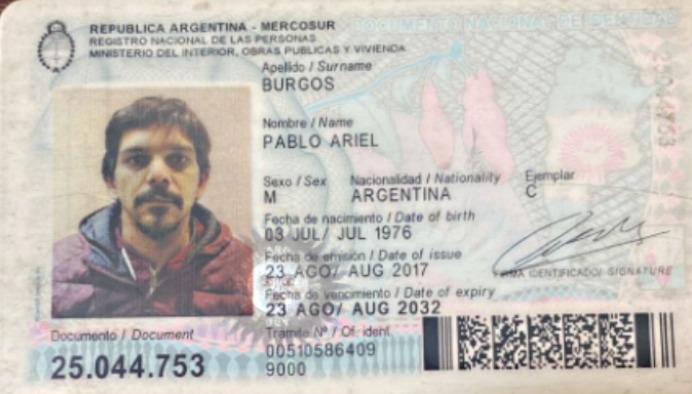 REPUBLICA ARGENTINA - MERCOSUR
REGISTRO NACIONAL DE LAS PERSONAS
MINISTERIO DEL INTERIOR, OBRAS PUBLICAS Y VIVIENDA
DOCUMENTO NACIONAL DE IDENTIDAD
Apellido / Surname
BURGOS
Nombre / Name
PABLO ARIEL
Sexo / Sex Nacionalidad / Nationality Ejemplar
M ARGENTINA C
Fecha de nacimiento / Date of birth
03 JUL/ JUL 1976
Fecha de emisión / Date of issue
23 AGO/ AUG 2017
FIRMA IDENTIFICADO/ SIGNATURE
Fecha de vencimiento / Date of expiry
23 AGO/ AUG 2032
Documento / Document
25.044.753
Trámite Nº / Of. ident.
00510586409
9000